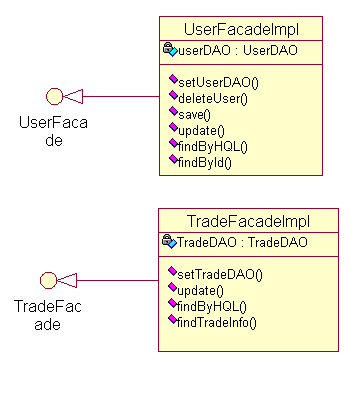 UserFacadeImpl
userDAO : UserDAO
setUserDAO()
deleteUser()
save()
update()
findByHQL()
findById()
UserFaca
de
TradeFacadeImpl
TradeDAO : TradeDAO
setTradeDAO()
update()
findByHQL()
findTradeInfo()
TradeFac
ade